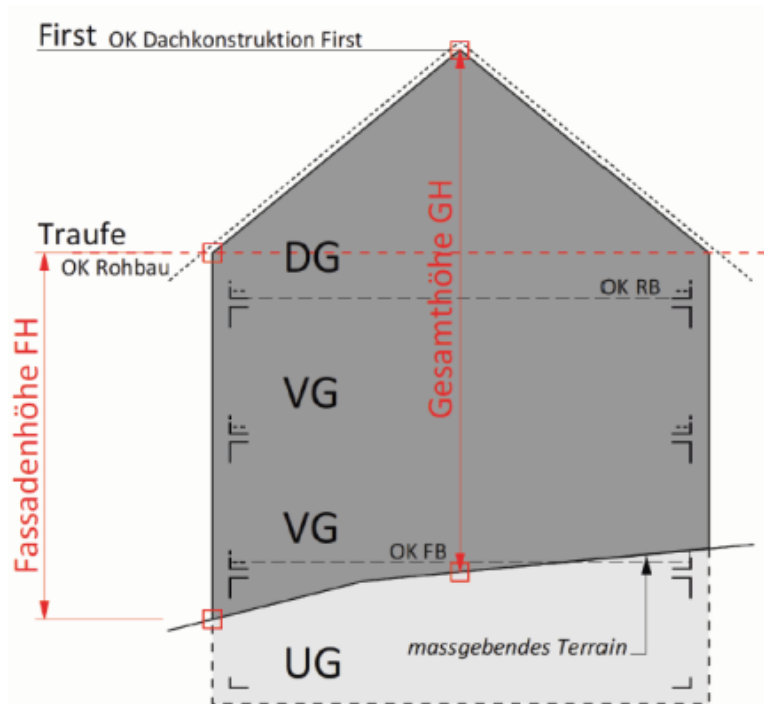 First OK Dachkonstruktion First
Traufe
OK Rohbau
DG
OK RB
Gesamthöhe GH
Fassadenhöhe FH
VG
VG
OK FB
massgebendes Terrain
UG